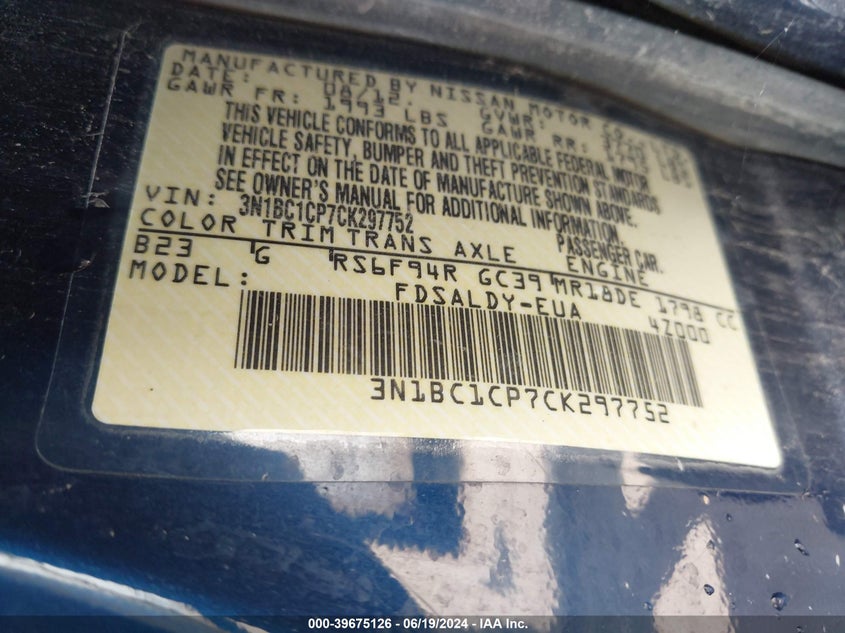 MANUFACTURED BY NISSAN MOTOR CO.,
DATE: 04/12. GVWR:
GAWR FR: 1993 LBS GAWR RR: LBS
THIS VEHICLE CONFORMS TO ALL APPLICABLE FEDERAL MOTOR
VEHICLE SAFETY, BUMPER AND THEFT PREVENTION STANDARDS
IN EFFECT ON THE DATE OF MANUFACTURE SHOWN ABOVE.
SEE OWNER'S MANUAL FOR ADDITIONAL INFORMATION.
VIN: 3N1BC1CP7CK297752 PASSENGER CAR.
COLOR TRIM TRANS AXLE ENGINE
B23 G RS6F94R GC39 MR18DE 1798 CC
MODEL: FDSALDY-EUA 4Z000
3N1BC1CP7CK297752
000-39675126 - 06/19/2024 - IAA Inc.